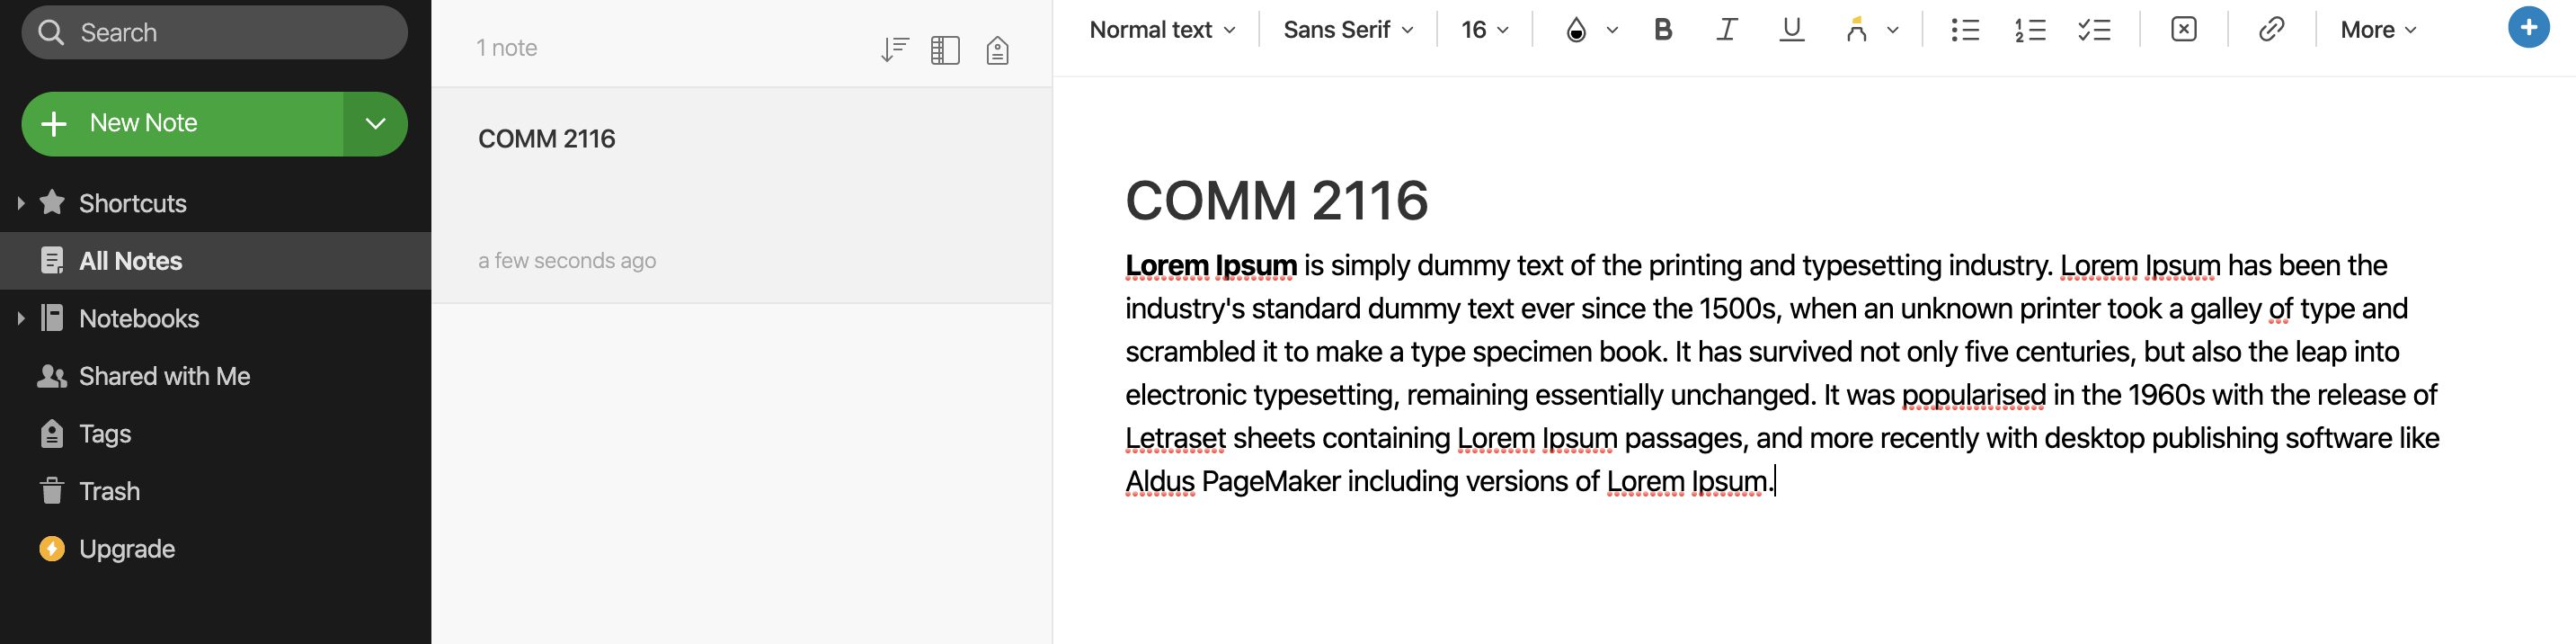 Search
New Note
Shortcuts
All Notes
Notebooks
Shared with Me
Tags
Trash
Upgrade
1 note
COMM 2116
a few seconds ago
Normal text
Sans Serif
16
B
I
U
More
COMM 2116
Lorem Ipsum is simply dummy text of the printing and typesetting industry. Lorem Ipsum has been the
industry's standard dummy text ever since the 1500s, when an unknown printer took a galley of type and
scrambled it to make a type specimen book. It has survived not only five centuries, but also the leap into
electronic typesetting, remaining essentially unchanged. It was popularised in the 1960s with the release of
Letraset sheets containing Lorem Ipsum passages, and more recently with desktop publishing software like
Aldus PageMaker including versions of Lorem Ipsum.